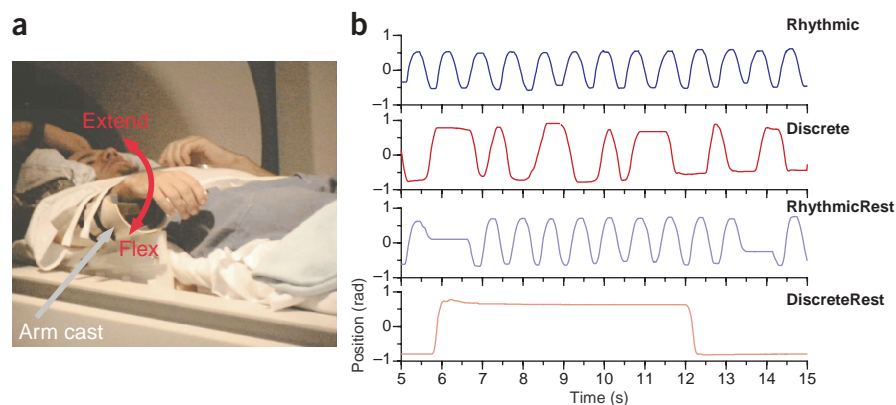 a
Extend
Flex
Arm cast
b
Rhythmic
1
0
–1
Discrete
1
0
–1
RhythmicRest
1
0
–1
DiscreteRest
1
0
–1
Position (rad)
5 6 7 8 9 10 11 12 13 14 15
Time (s)